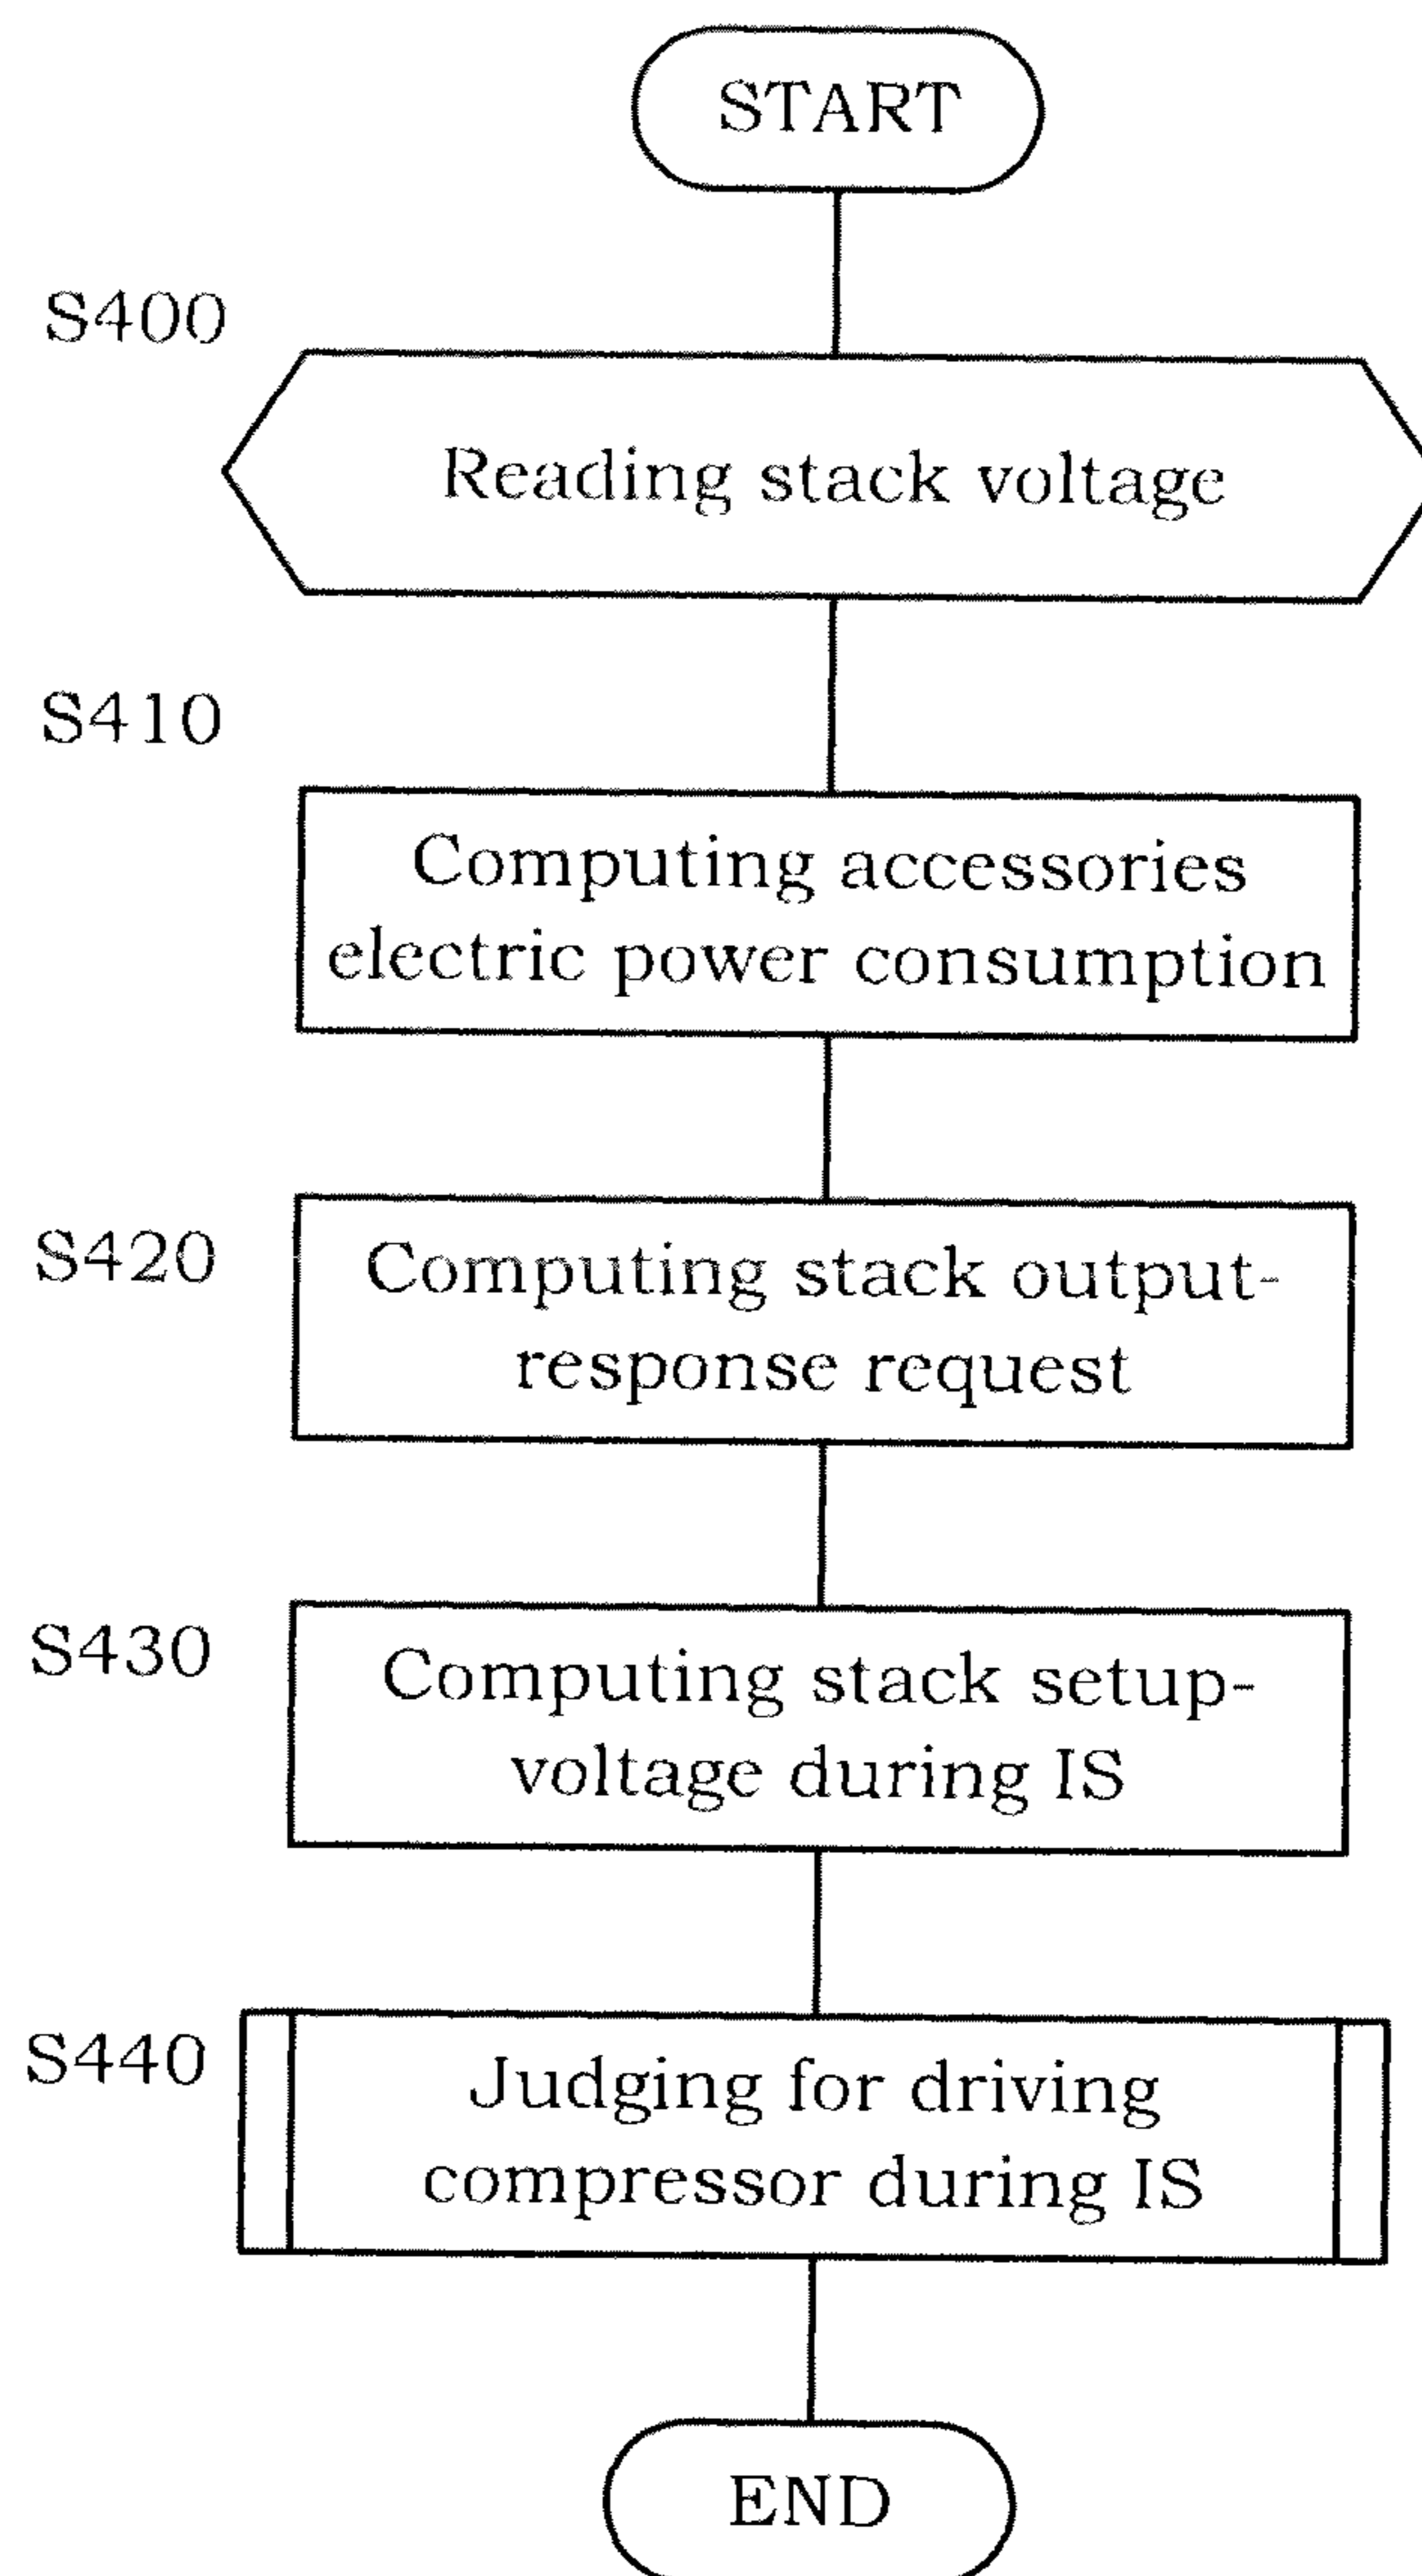 START
S400
Reading stack voltage
S410
Computing accessories
electric power consumption
S420
Computing stack output-
response request
S430
Computing stack setup-
voltage during IS
S440
Judging for driving
compressor during IS
END